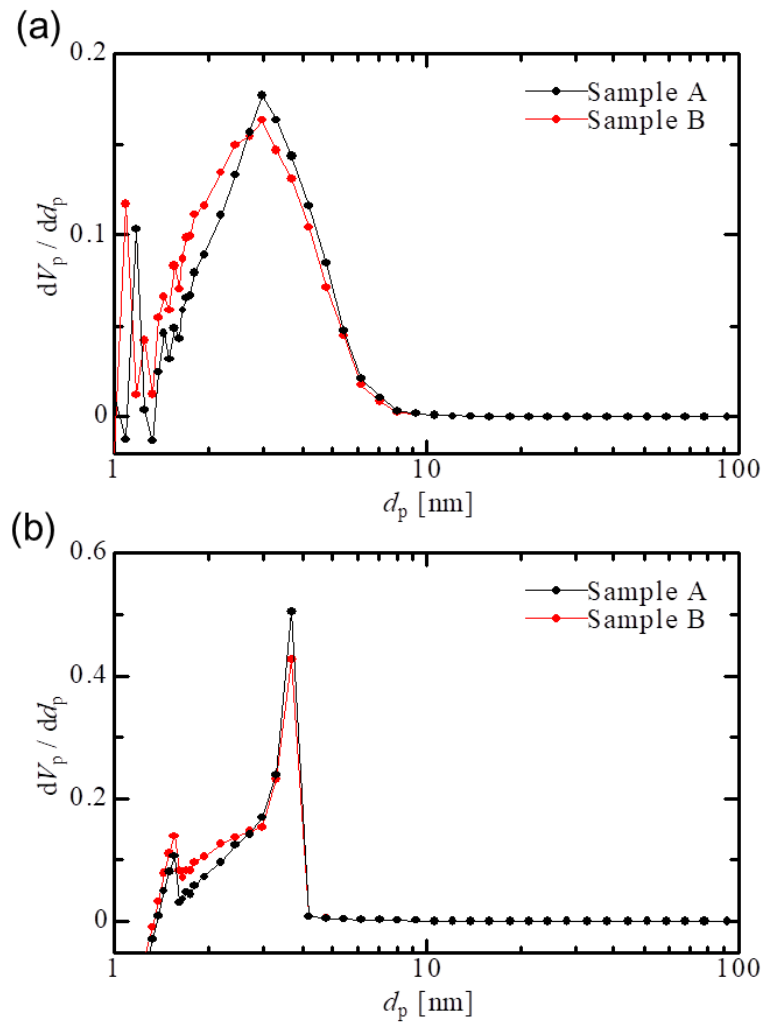 (a)
0.2
Sample A
Sample B
0.1
dVp / ddp
0
1
10
100
dp [nm]
(b)
0.6
Sample A
Sample B
0.4
dVp / ddp
0.2
0
1
10
100
dp [nm]